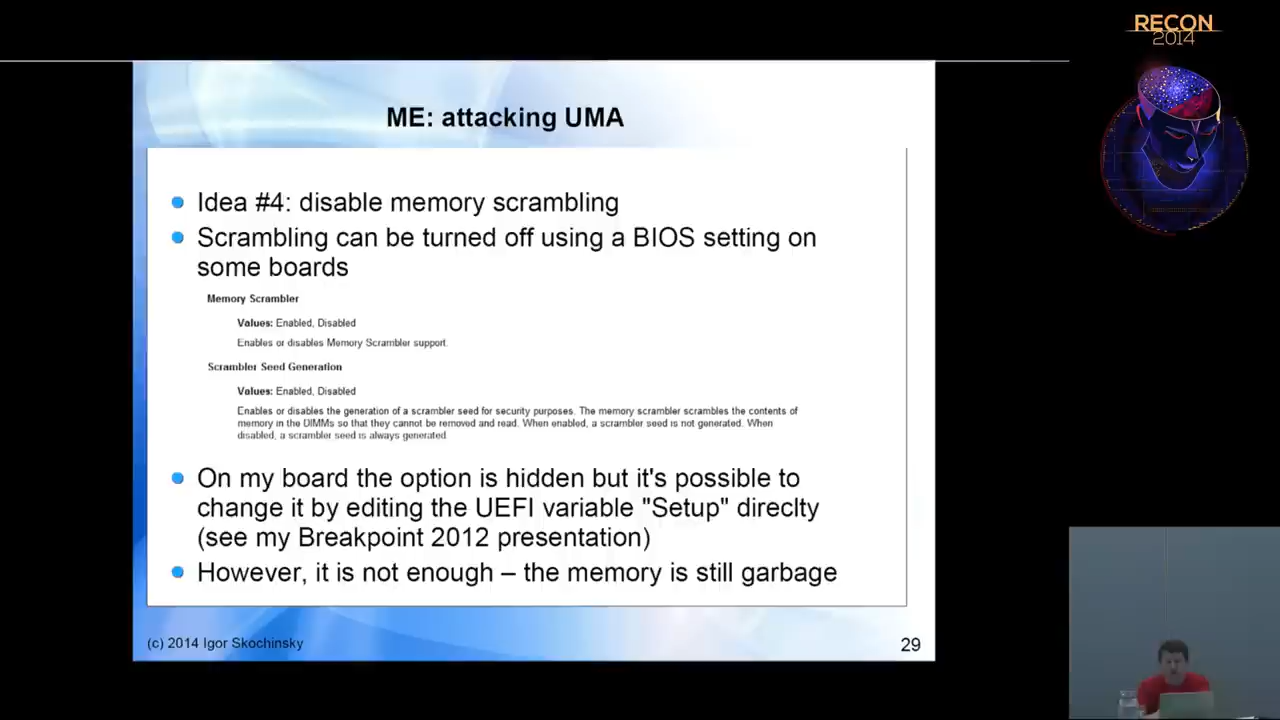 RECON
2014
ME: attacking UMA
Idea #4: disable memory scrambling
Scrambling can be turned off using a BIOS setting on
some boards
Memory Scrambler
Values: Enabled, Disabled
Enables or disables Memory Scrambler support.
Scrambler Seed Generation
Values: Enabled, Disabled
Enables or disables the generation of a scrambler seed for security purposes. The memory scrambler scrambles the contents of
memory in the DIMMs so that they cannot be removed and read. When enabled, a scrambler seed is not generated. When
disabled, a scrambler seed is always generated
On my board the option is hidden but it's possible to
change it by editing the UEFI variable "Setup" direclty
(see my Breakpoint 2012 presentation)
However, it is not enough – the memory is still garbage
(c) 2014 Igor Skochinsky
29